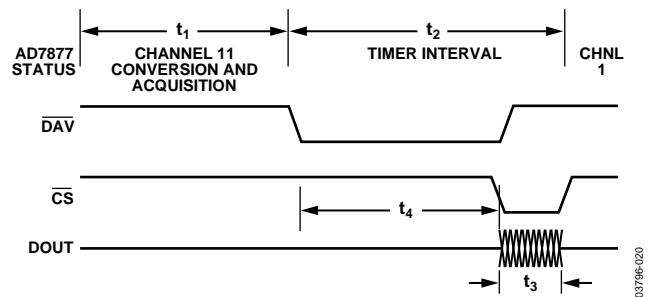 t1
t2
AD7877
STATUS
CHANNEL 11
CONVERSION AND
ACQUISITION
TIMER INTERVAL
CHNL
1
DAV
CS
t4
DOUT
t3
03796-020